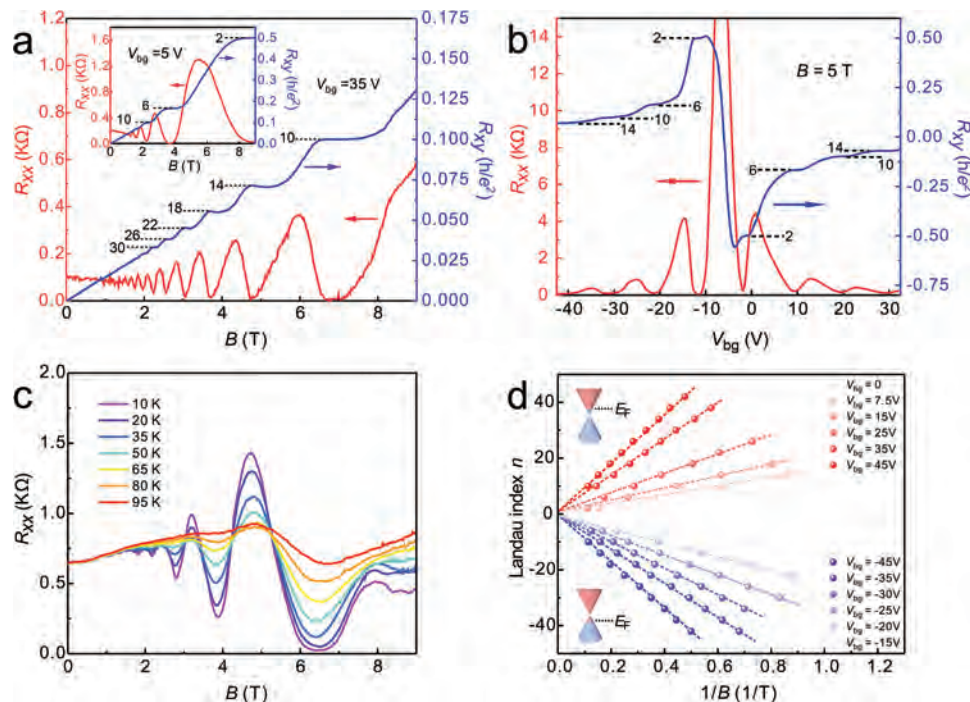 a
1.2
1.0
0.8
0.6
0.4
0.2
0.0
R_XX (KΩ)
0
2
4
6
8
B (T)
0.175
0.150
0.125
0.100
0.075
0.050
0.025
0.000
R_xy (h/e²)
V_bg = 35 V
10
14
18
22
26
30
V_bg =5 V
1.6
1.2
0.8
0.4
0.0
R_XX (KΩ)
0
2
4
6
8
B (T)
0.5
0.4
0.3
0.2
0.1
0.0
R_xy (h/e²)
2
6
10
b
14
12
10
8
6
4
2
0
R_XX (KΩ)
-40
-30
-20
-10
0
10
20
30
V_bg (V)
0.50
0.25
0.00
-0.25
-0.50
-0.75
R_xy (h/e²)
B = 5 T
2
6
10
14
14
10
6
2
c
2.0
1.5
1.0
0.5
0.0
R_XX (KΩ)
0
2
4
6
8
B (T)
10 K
20 K
35 K
50 K
65 K
80 K
95 K
d
40
20
0
-20
-40
Landau index n
0.0
0.2
0.4
0.6
0.8
1.0
1.2
1/B (1/T)
E_F
E_F
V_bg = 0
V_bg = 7.5V
V_bg = 15V
V_bg = 25V
V_bg = 35V
V_bg = 45V
V_bg = -45V
V_bg = -35V
V_bg = -30V
V_bg = -25V
V_bg = -20V
V_bg = -15V